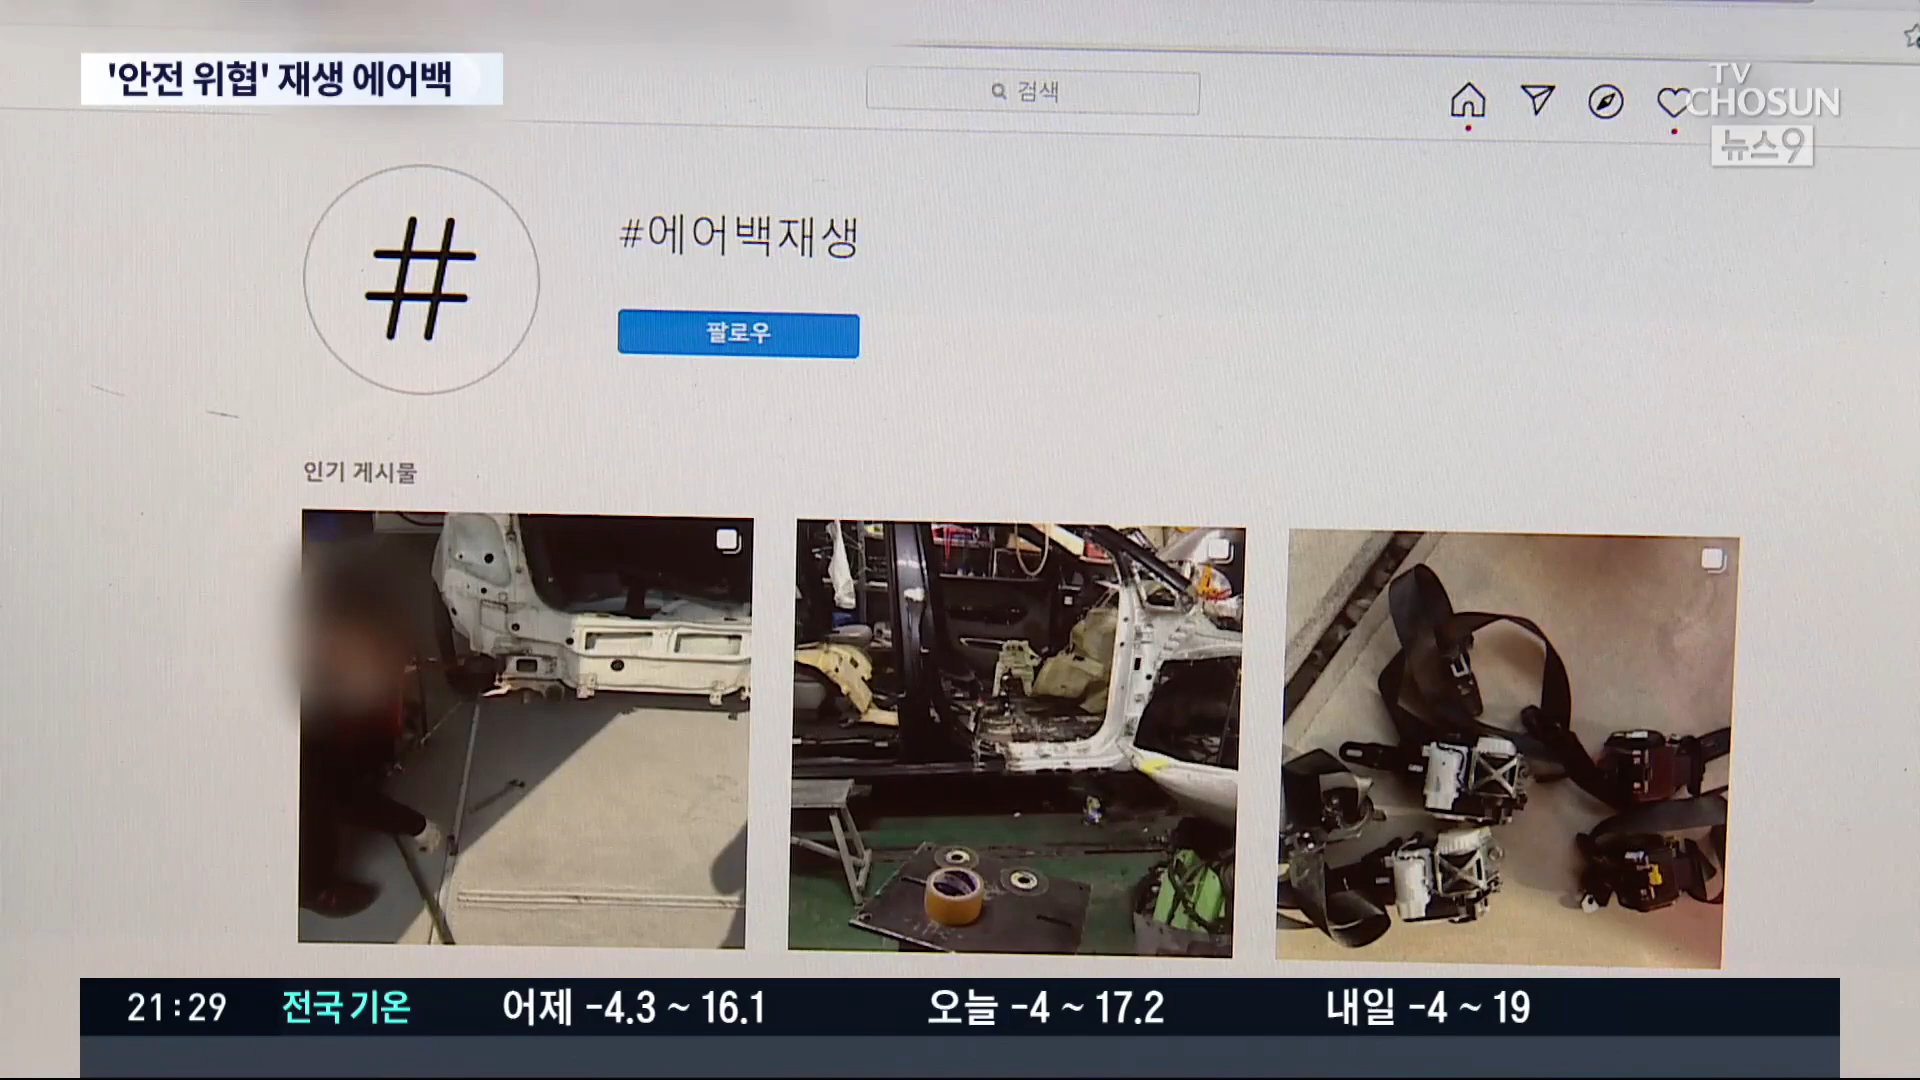 '안전 위협' 재생 에어백
검색
TV
CHOSUN
뉴스9
#
#에어백재생
팔로우
인기 게시물
21:29 전국 기온 어제 -4.3 ~ 16.1 오늘 -4 ~ 17.2 내일 -4 ~ 19